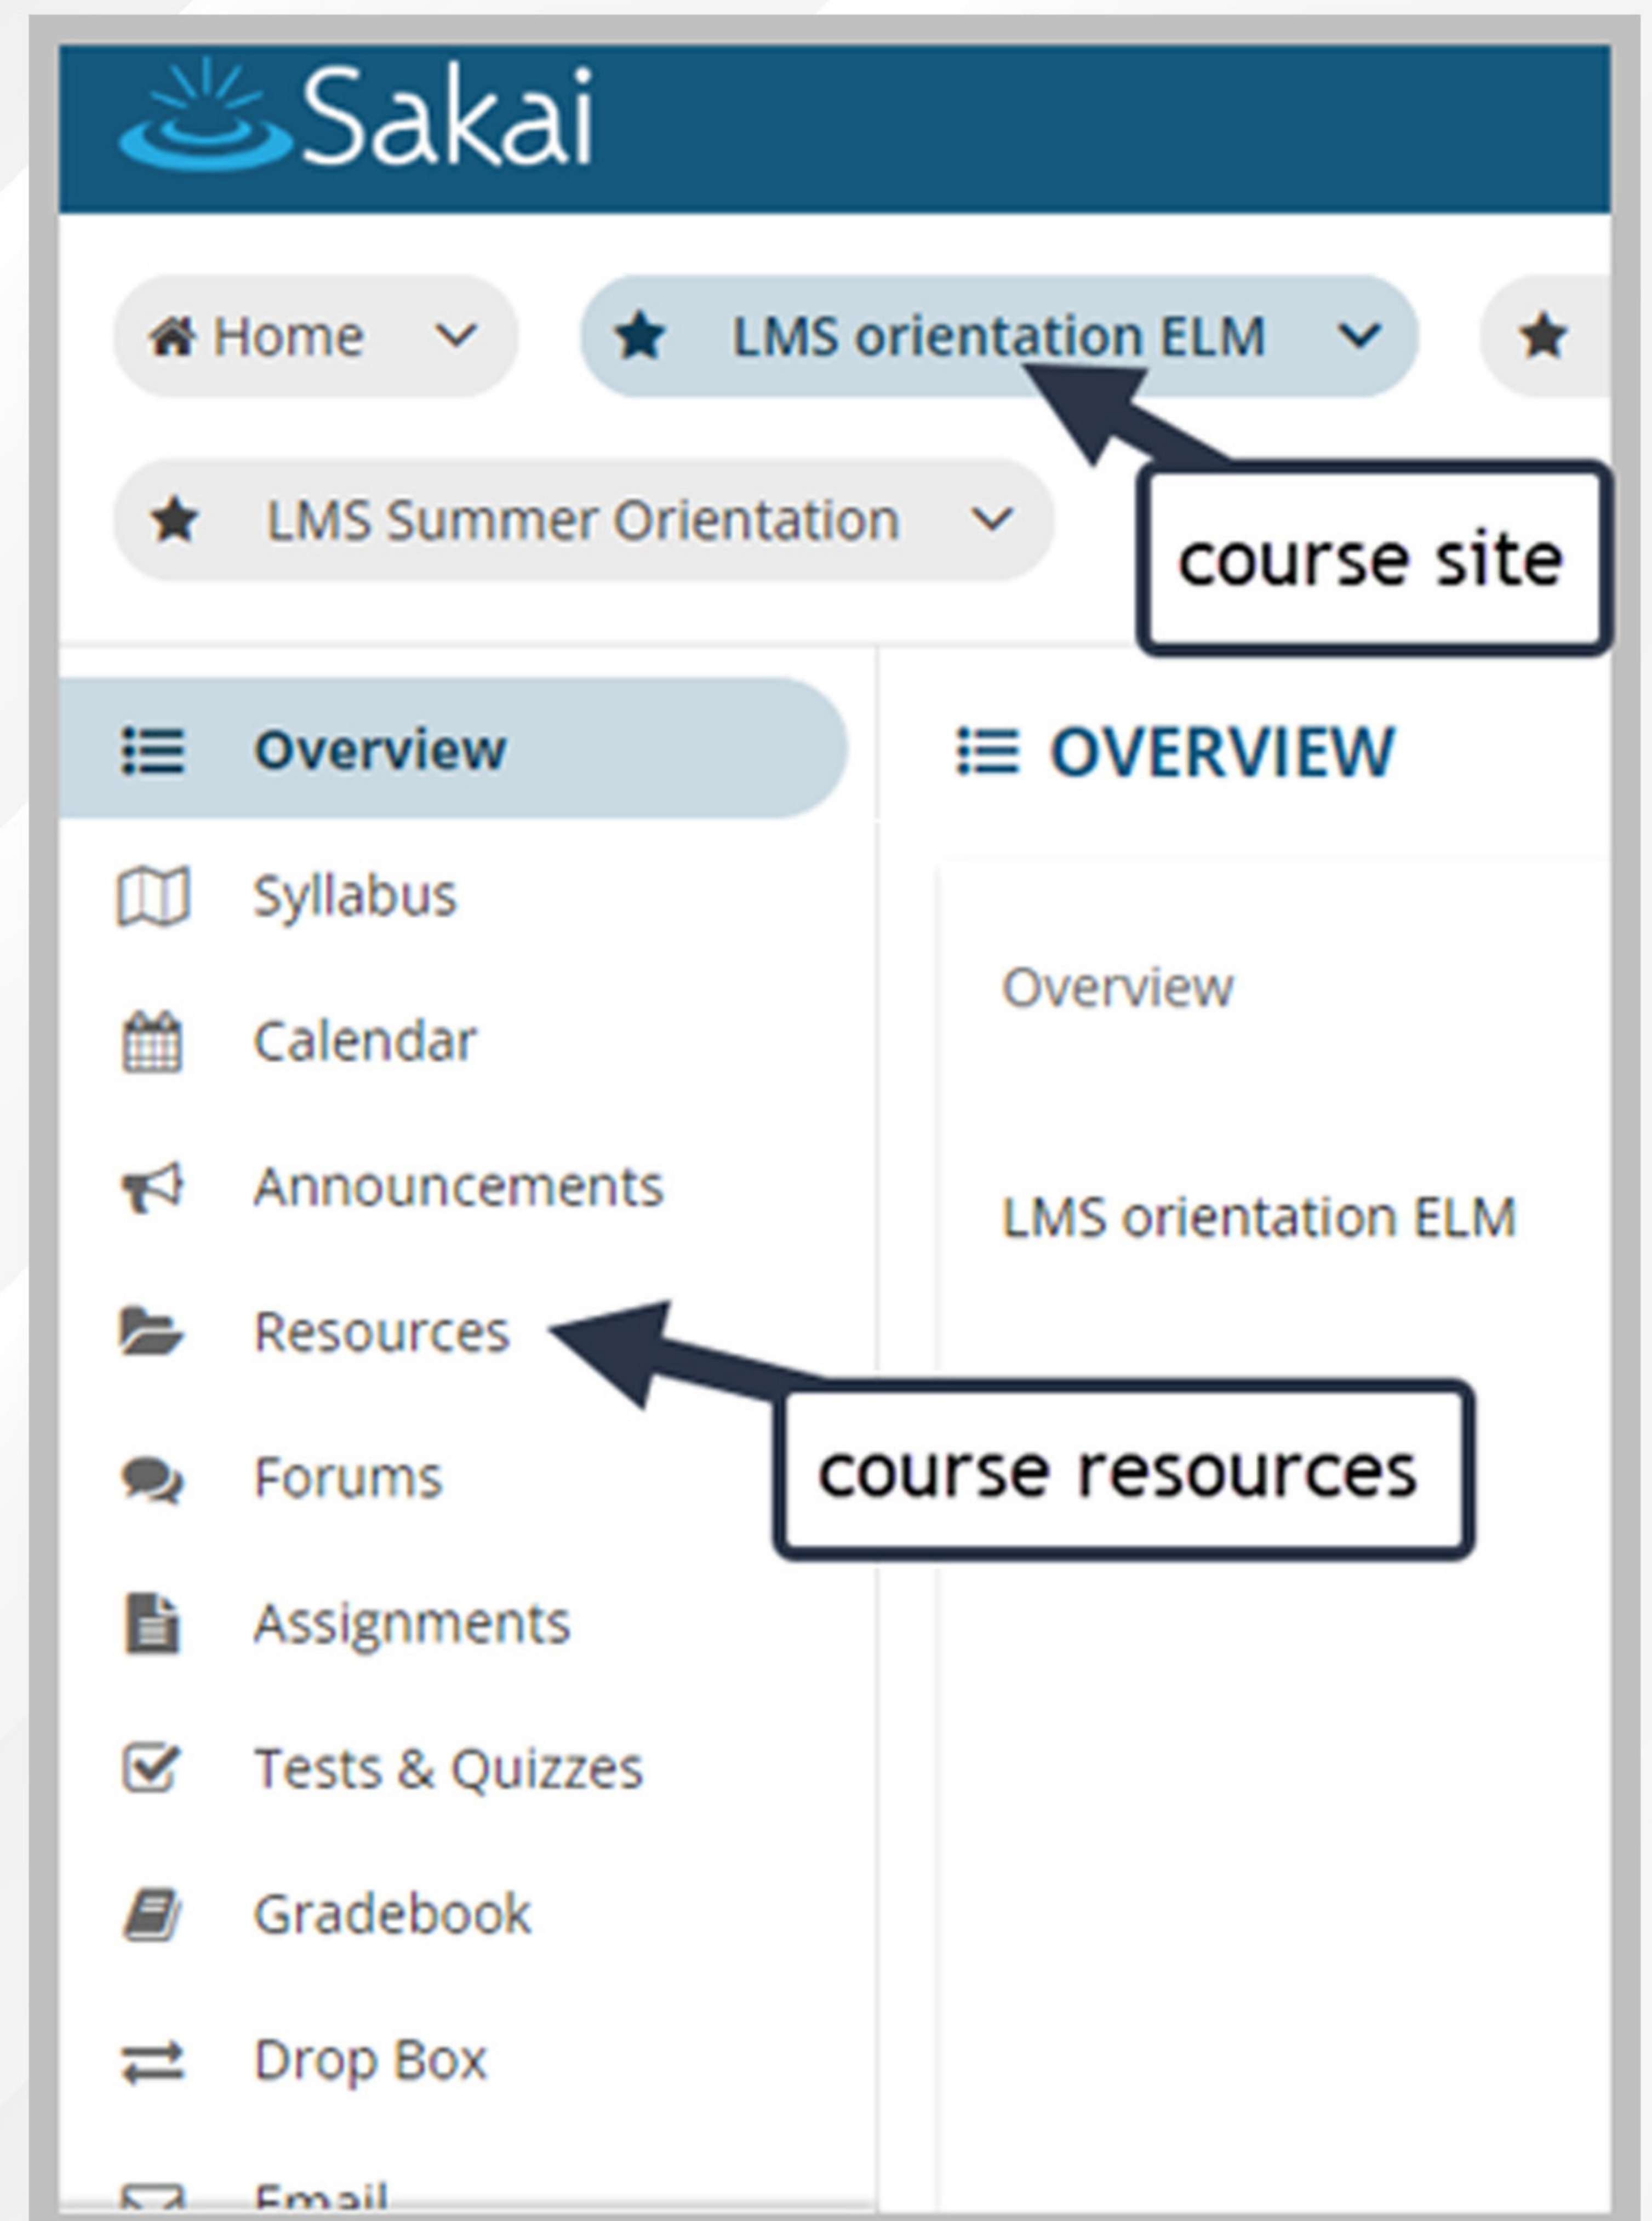 Sakai
Home
LMS orientation ELM
LMS Summer Orientation
course site
Overview
OVERVIEW
Syllabus
Overview
Calendar
Announcements
LMS orientation ELM
Resources
course resources
Forums
Assignments
Tests & Quizzes
Gradebook
Drop Box
Email